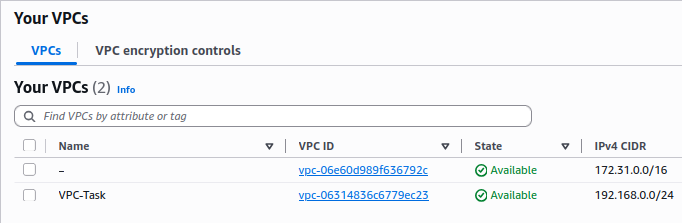 Your VPCs
VPCs VPC encryption controls
Your VPCs (2) Info
Find VPCs by attribute or tag
Name VPC ID State IPv4 CIDR
– vpc-06e60d989f636792c Available 172.31.0.0/16
VPC-Task vpc-06314836c6779ec23 Available 192.168.0.0/24